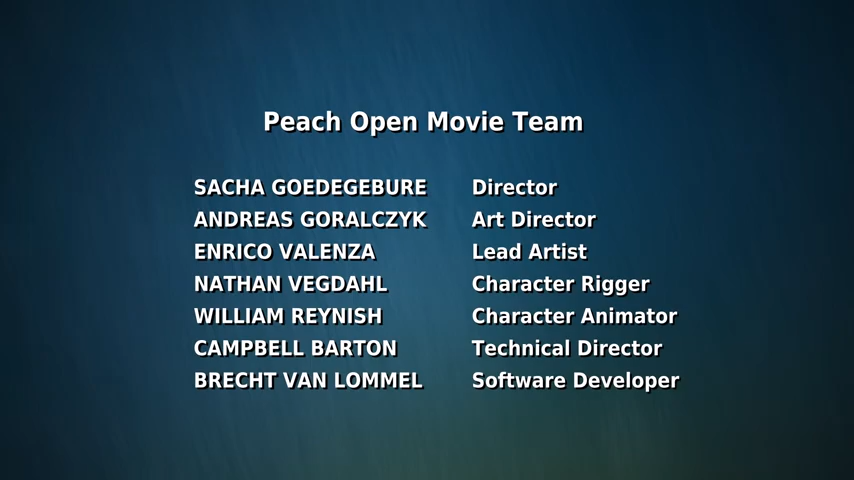 Peach Open Movie Team
SACHA GOEDEGEBURE Director
ANDREAS GORALCZYK Art Director
ENRICO VALENZA Lead Artist
NATHAN VEGDAHL Character Rigger
WILLIAM REYNISH Character Animator
CAMPBELL BARTON Technical Director
BRECHT VAN LOMMEL Software Developer